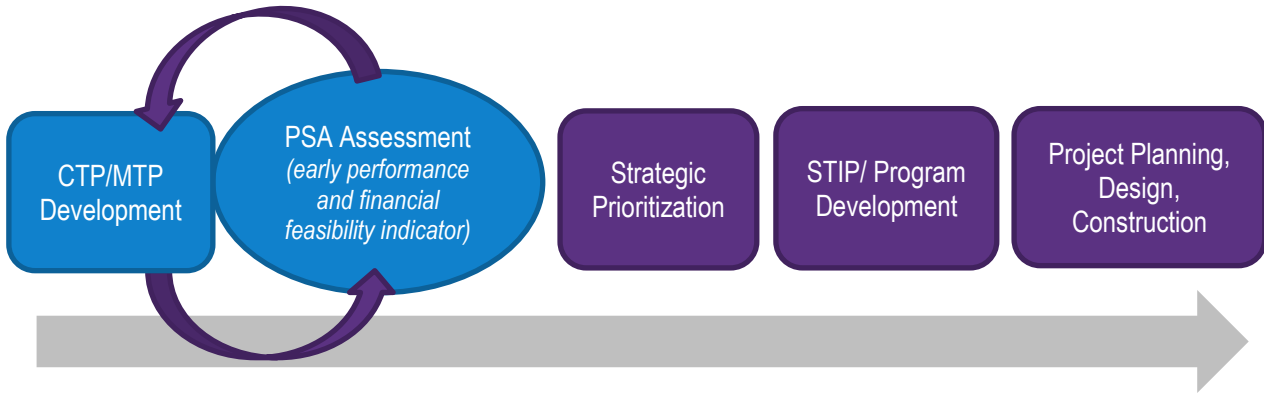 CTP/MTP
Development
PSA Assessment
(early performance
and financial
feasibility indicator)
Strategic
Prioritization
STIP/ Program
Development
Project Planning,
Design,
Construction